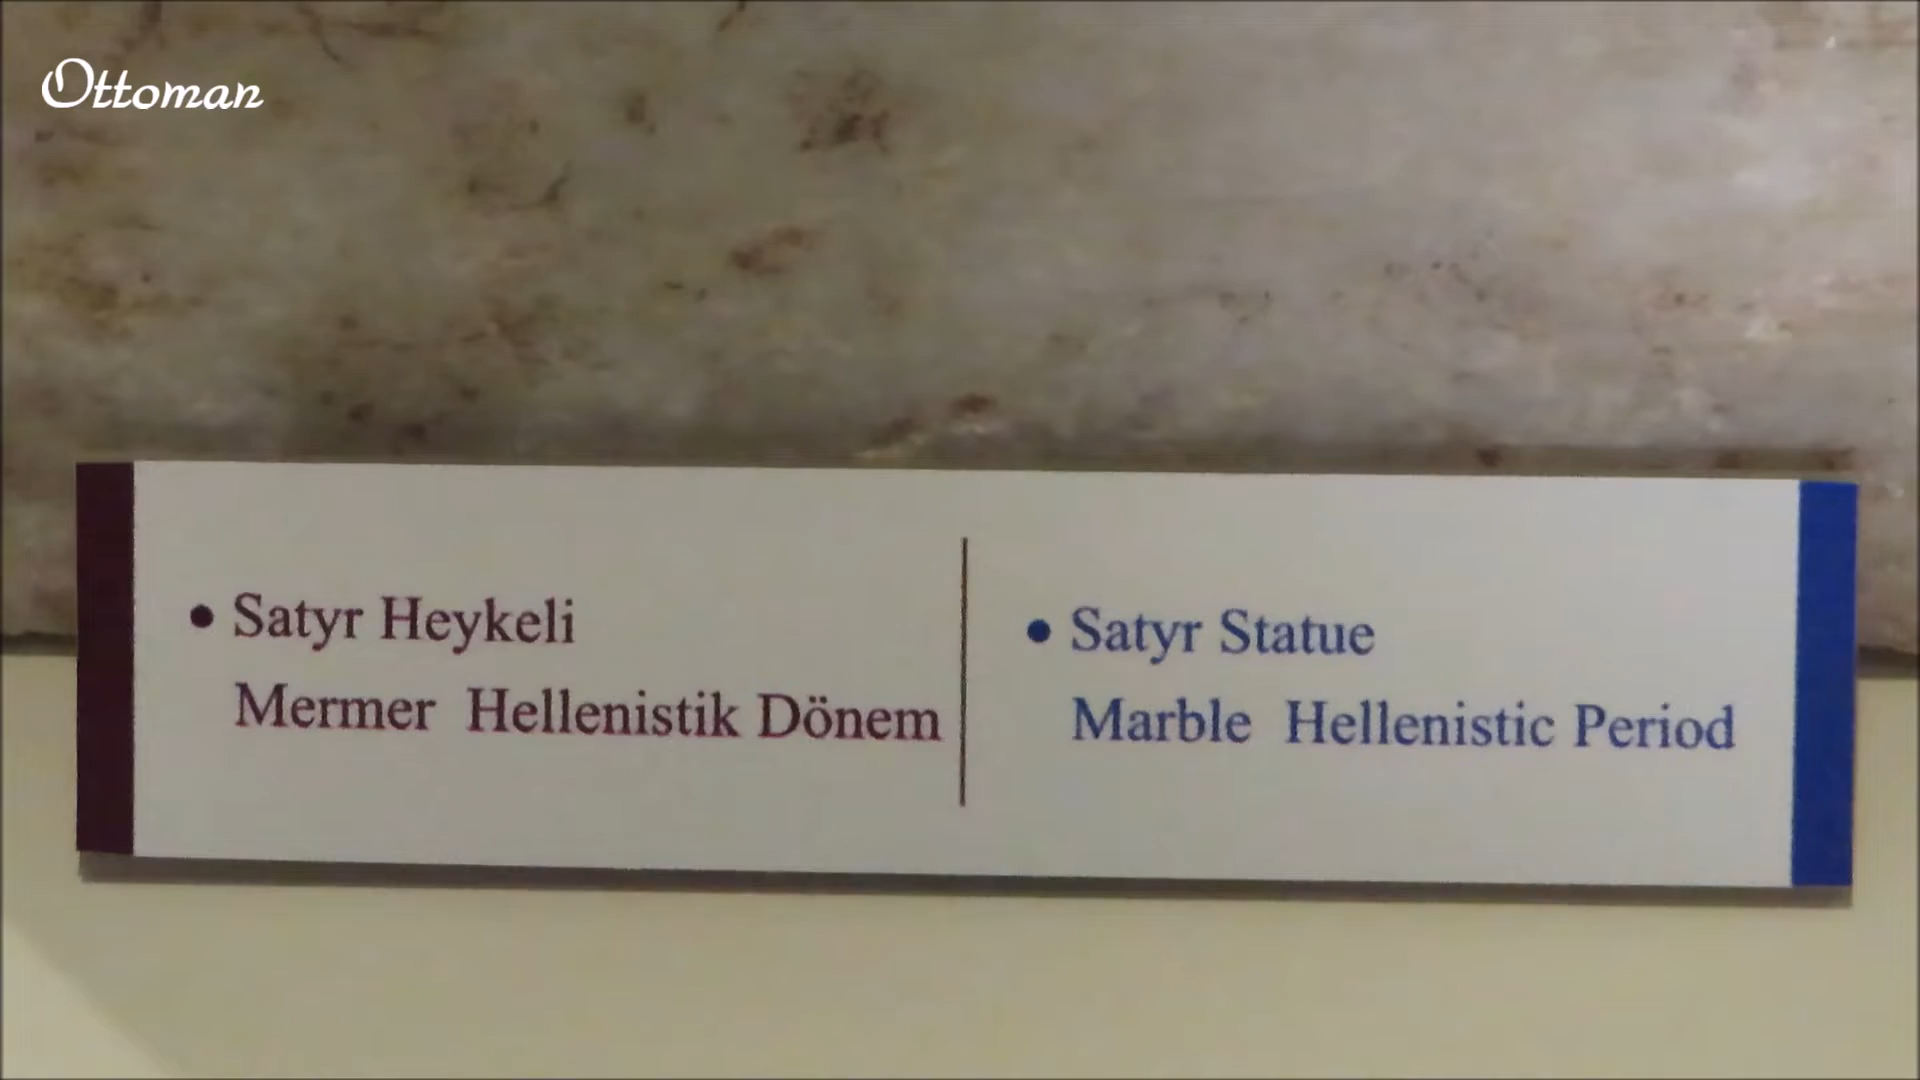 Ottoman
• Satyr Heykeli
Mermer Hellenistik Dönem
• Satyr Statue
Marble Hellenistic Period